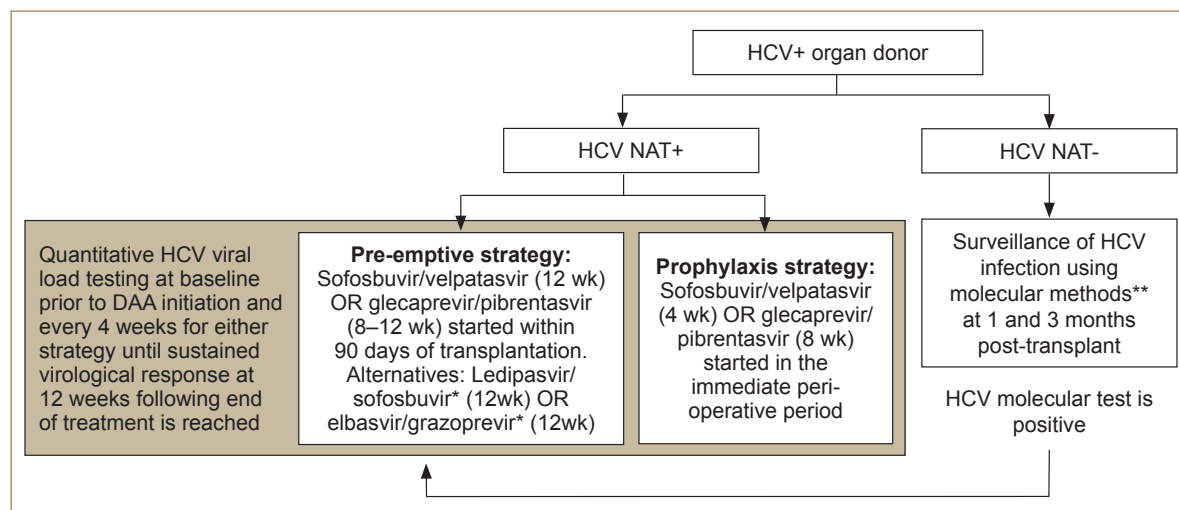 HCV+ organ donor
HCV NAT+
HCV NAT-
Quantitative HCV viral
load testing at baseline
prior to DAA initiation and
every 4 weeks for either
strategy until sustained
virological response at
12 weeks following end
of treatment is reached
Pre-emptive strategy:
Sofosbuvir/velpatasvir (12 wk)
OR glecaprevir/pibrentasvir
(8–12 wk) started within
90 days of transplantation.
Alternatives: Ledipasvir/
sofosbuvir* (12wk) OR
elbasvir/grazoprevir* (12wk)
Prophylaxis strategy:
Sofosbuvir/velpatasvir
(4 wk) OR glecaprevir/
pibrentasvir (8 wk)
started in the
immediate peri-
operative period
Surveillance of HCV
infection using
molecular methods**
at 1 and 3 months
post-transplant
HCV molecular test is
positive